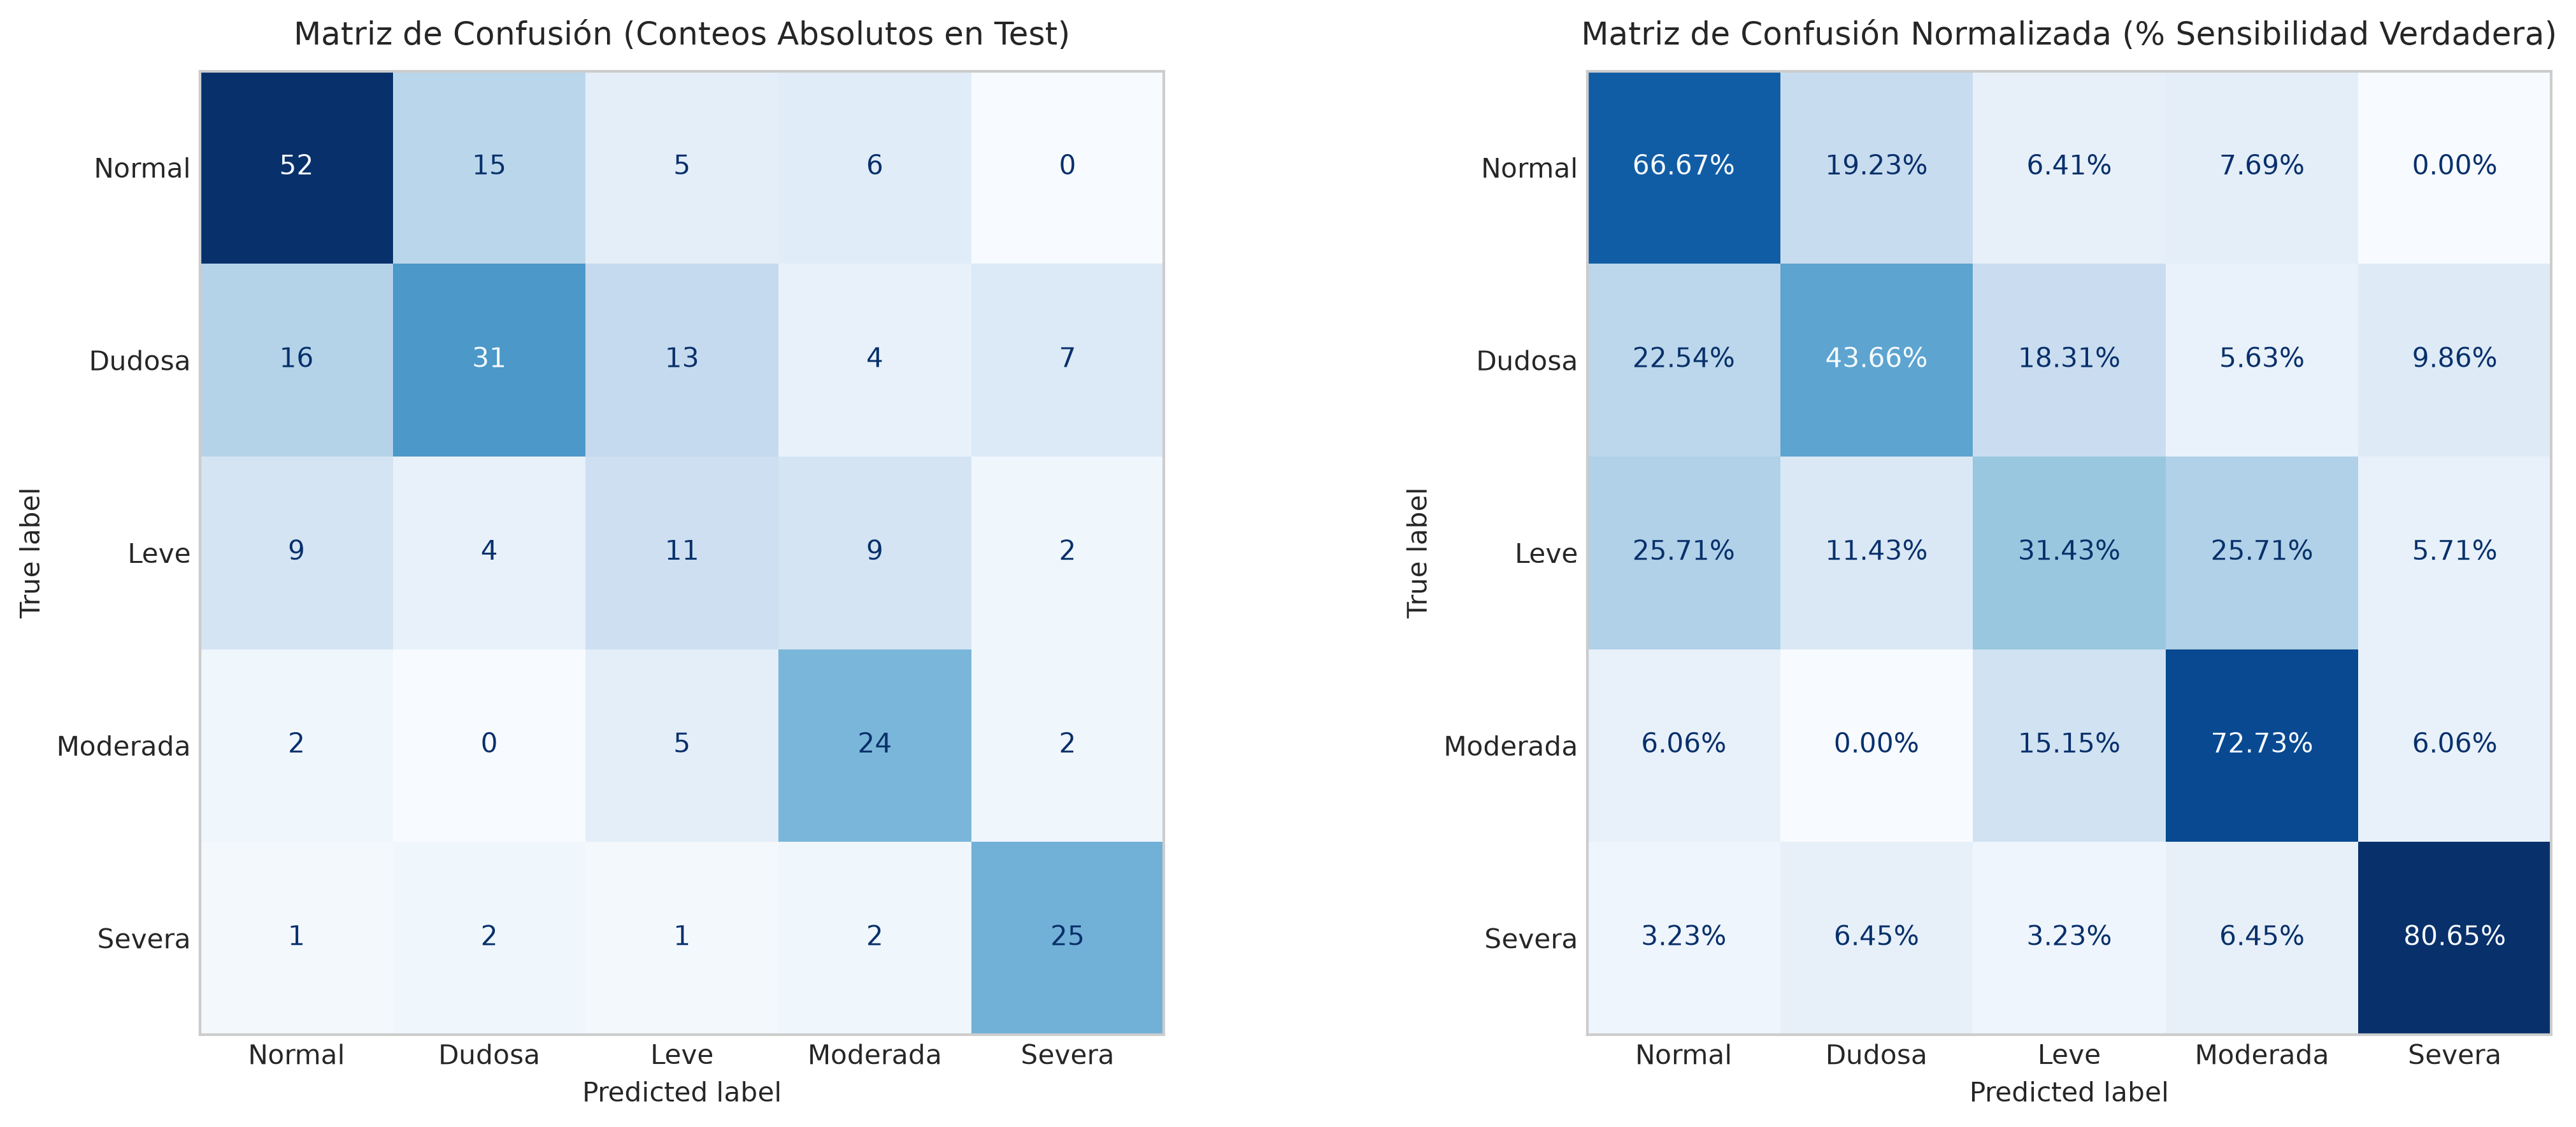 Matriz de Confusión (Conteos Absolutos en Test)
Normal 52 15 5 6 0
Dudosa 16 31 13 4 7
Leve 9 4 11 9 2
Moderada 2 0 5 24 2
Severa 1 2 1 2 25
True label
Normal Dudosa Leve Moderada Severa
Predicted label
Matriz de Confusión Normalizada (% Sensibilidad Verdadera)
Normal 66.67% 19.23% 6.41% 7.69% 0.00%
Dudosa 22.54% 43.66% 18.31% 5.63% 9.86%
Leve 25.71% 11.43% 31.43% 25.71% 5.71%
Moderada 6.06% 0.00% 15.15% 72.73% 6.06%
Severa 3.23% 6.45% 3.23% 6.45% 80.65%
True label
Normal Dudosa Leve Moderada Severa
Predicted label